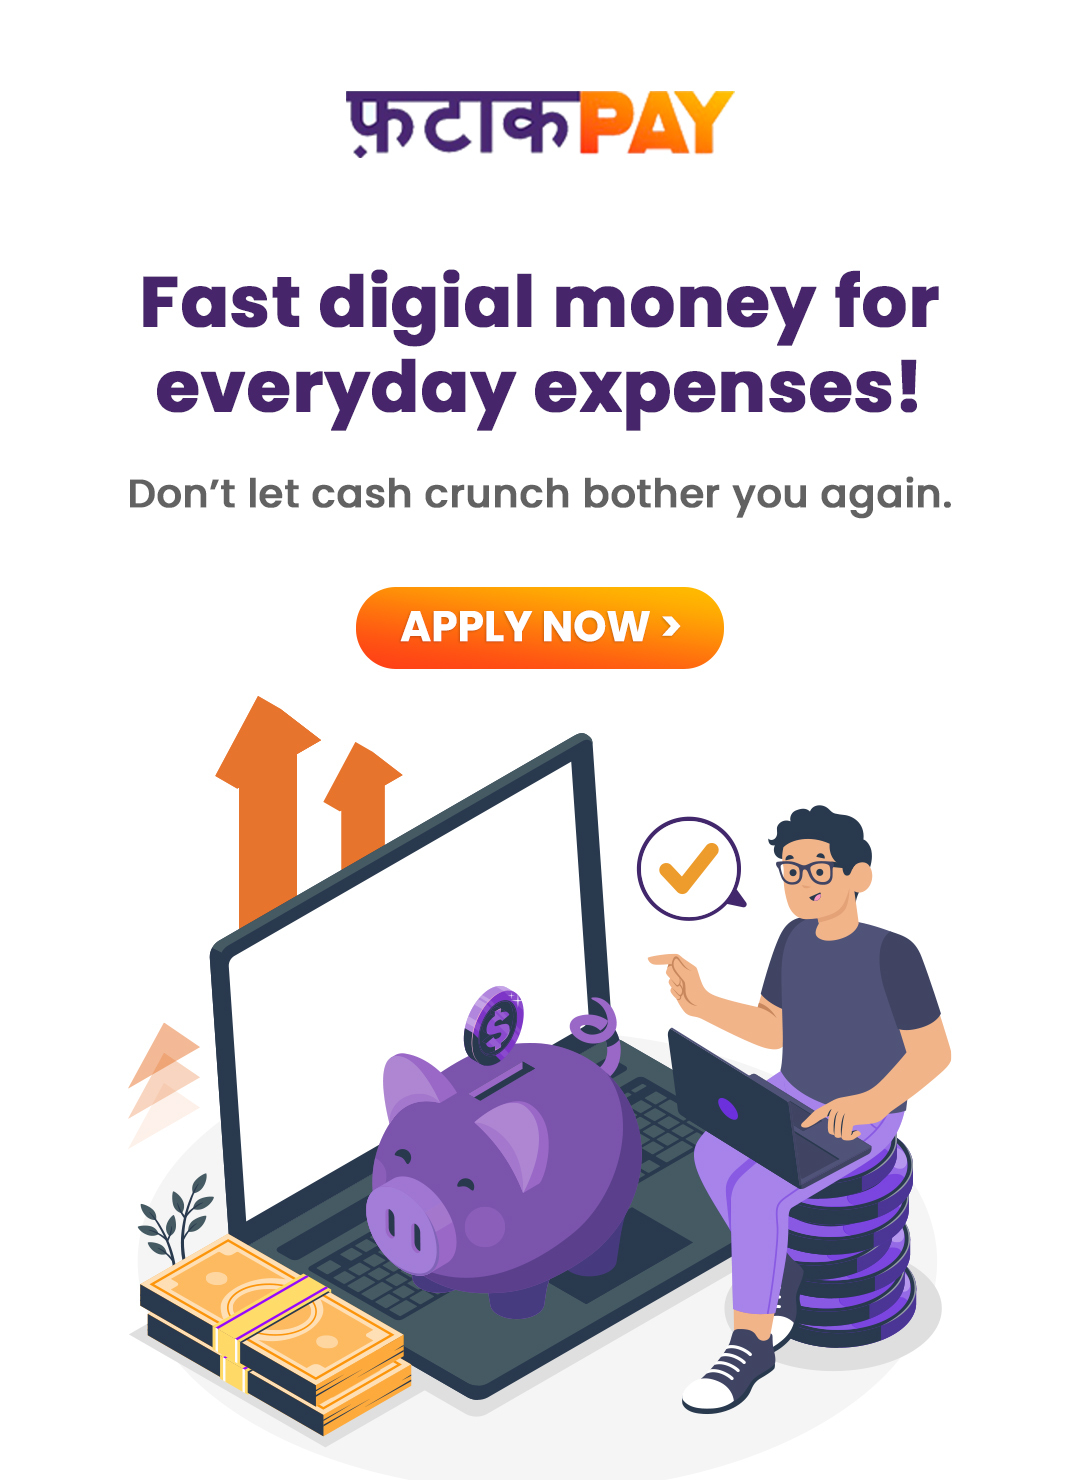 फ़टाकPAY
Fast digial money for
everyday expenses!
Don’t let cash crunch bother you again.
APPLY NOW >
$